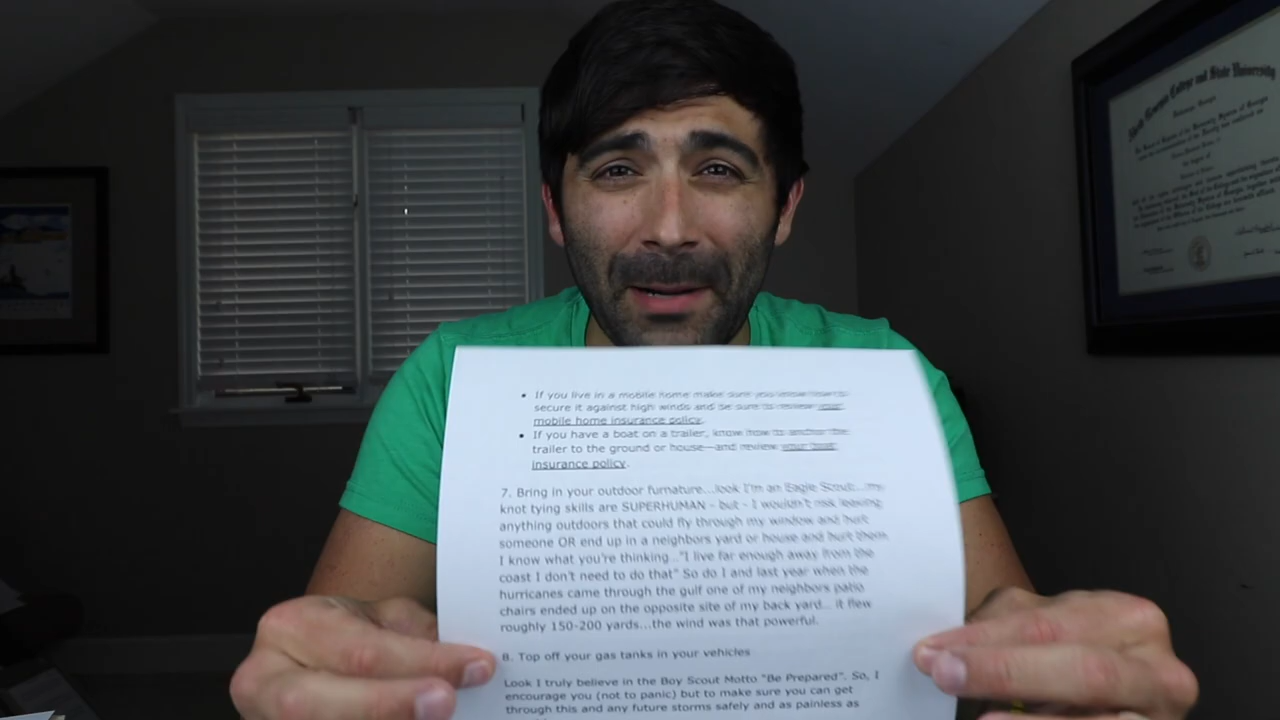 North Georgia College and State University
• If you live in a mobile home make sure you know how to
secure it against high winds and be sure to review your
mobile home insurance policy.
• If you have a boat on a trailer, know how to anchor the
trailer to the ground or house—and review your boat
insurance policy.
7. Bring in your outdoor furnature...look I'm an Eagle Scout...my
knot tying skills are SUPERHUMAN - but - I wouldn't risk leaving
anything outdoors that could fly through my window and hurt
someone OR end up in a neighbors yard or house and hurt them.
I know what you're thinking..."I live far enough away from the
coast I don't need to do that" So do I and last year when the
hurricanes came through the gulf one of my neighbors patio
chairs ended up on the opposite site of my back yard... it flew
roughly 150-200 yards...the wind was that powerful.
8. Top off your gas tanks in your vehicles
Look I truly believe in the Boy Scout Motto "Be Prepared". So, I
encourage you (not to panic) but to make sure you can get
through this and any future storms safely and as painless as